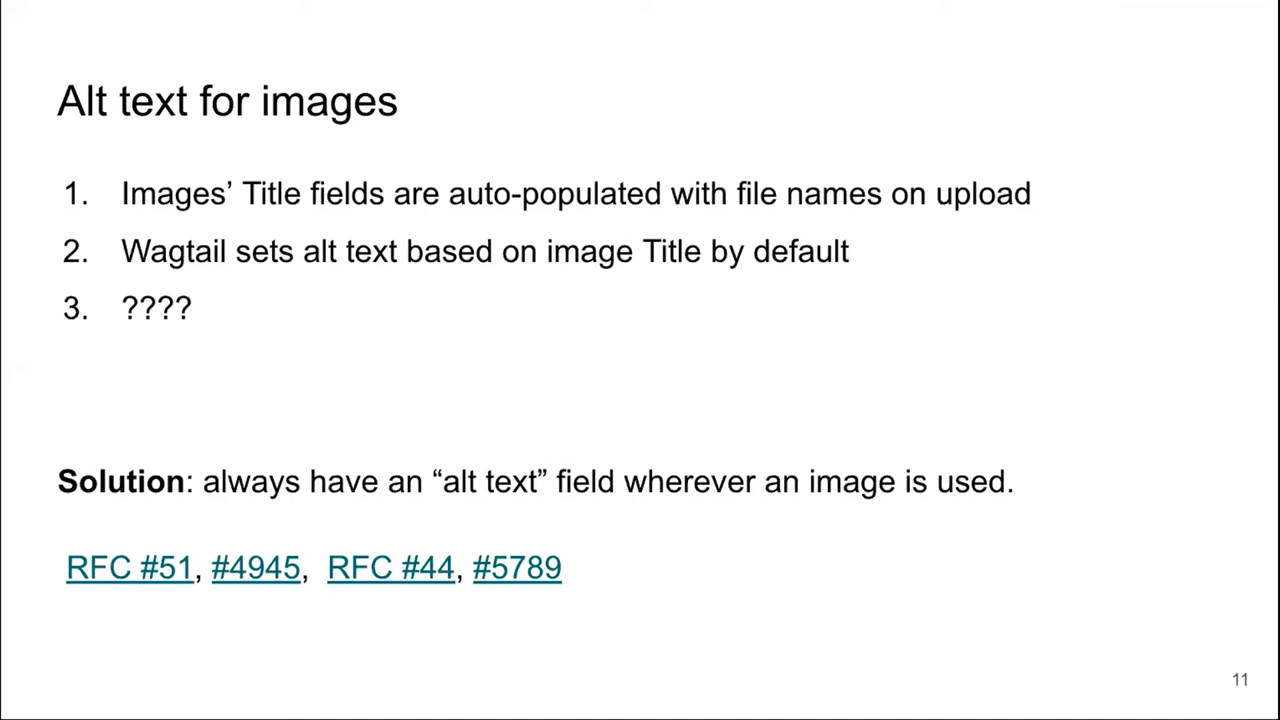 Alt text for images
1. Images’ Title fields are auto-populated with file names on upload
2. Wagtail sets alt text based on image Title by default
3. ????
Solution: always have an “alt text” field wherever an image is used.
RFC #51, #4945, RFC #44, #5789
11